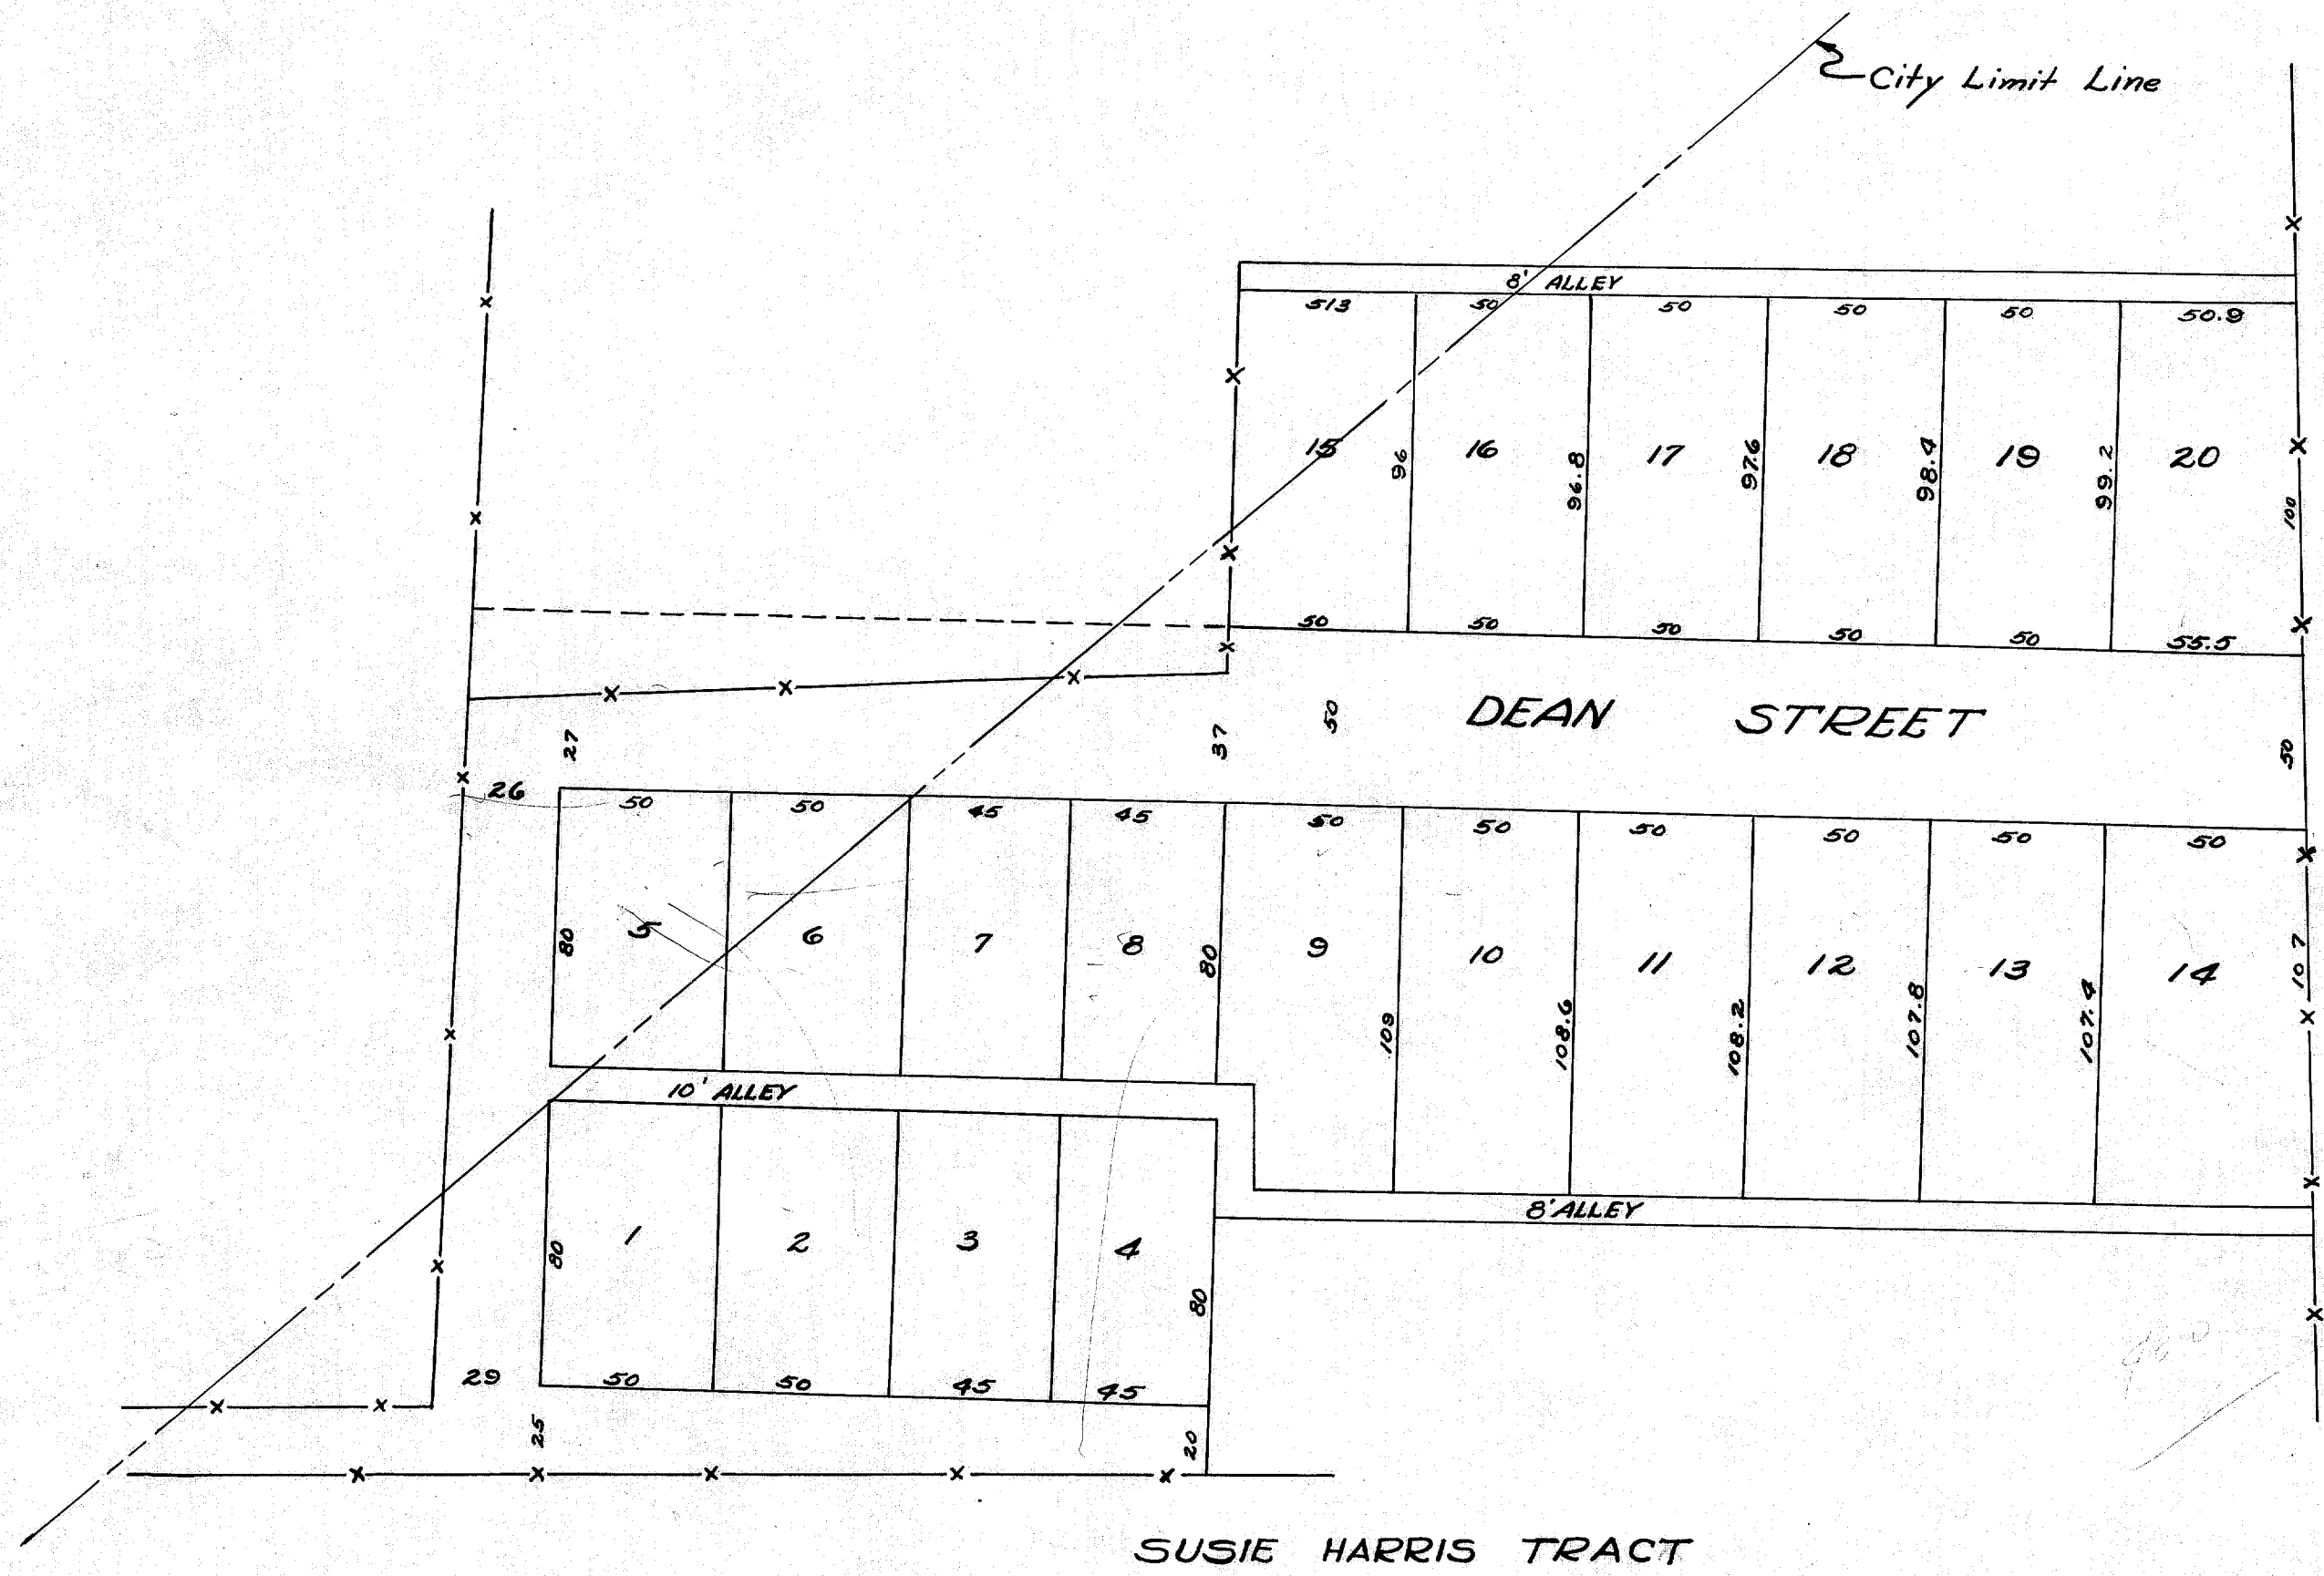 City Limit Line
8' ALLEY
513 50 50 50 50 50.9
15 96 16 96.8 17 97.6 18 98.4 19 99.2 20 100
50 50 50 50 50 55.5
DEAN STREET
27 37 50 50
26
50 50 45 45 50 50 50 50 50 50
80 5 6 7 8 80 9 10 11 12 13 14 107
109 108.6 108.2 107.8 107.4
10' ALLEY
8' ALLEY
80 1 2 3 4 80
29 50 50 45 45
25 20
SUSIE HARRIS TRACT